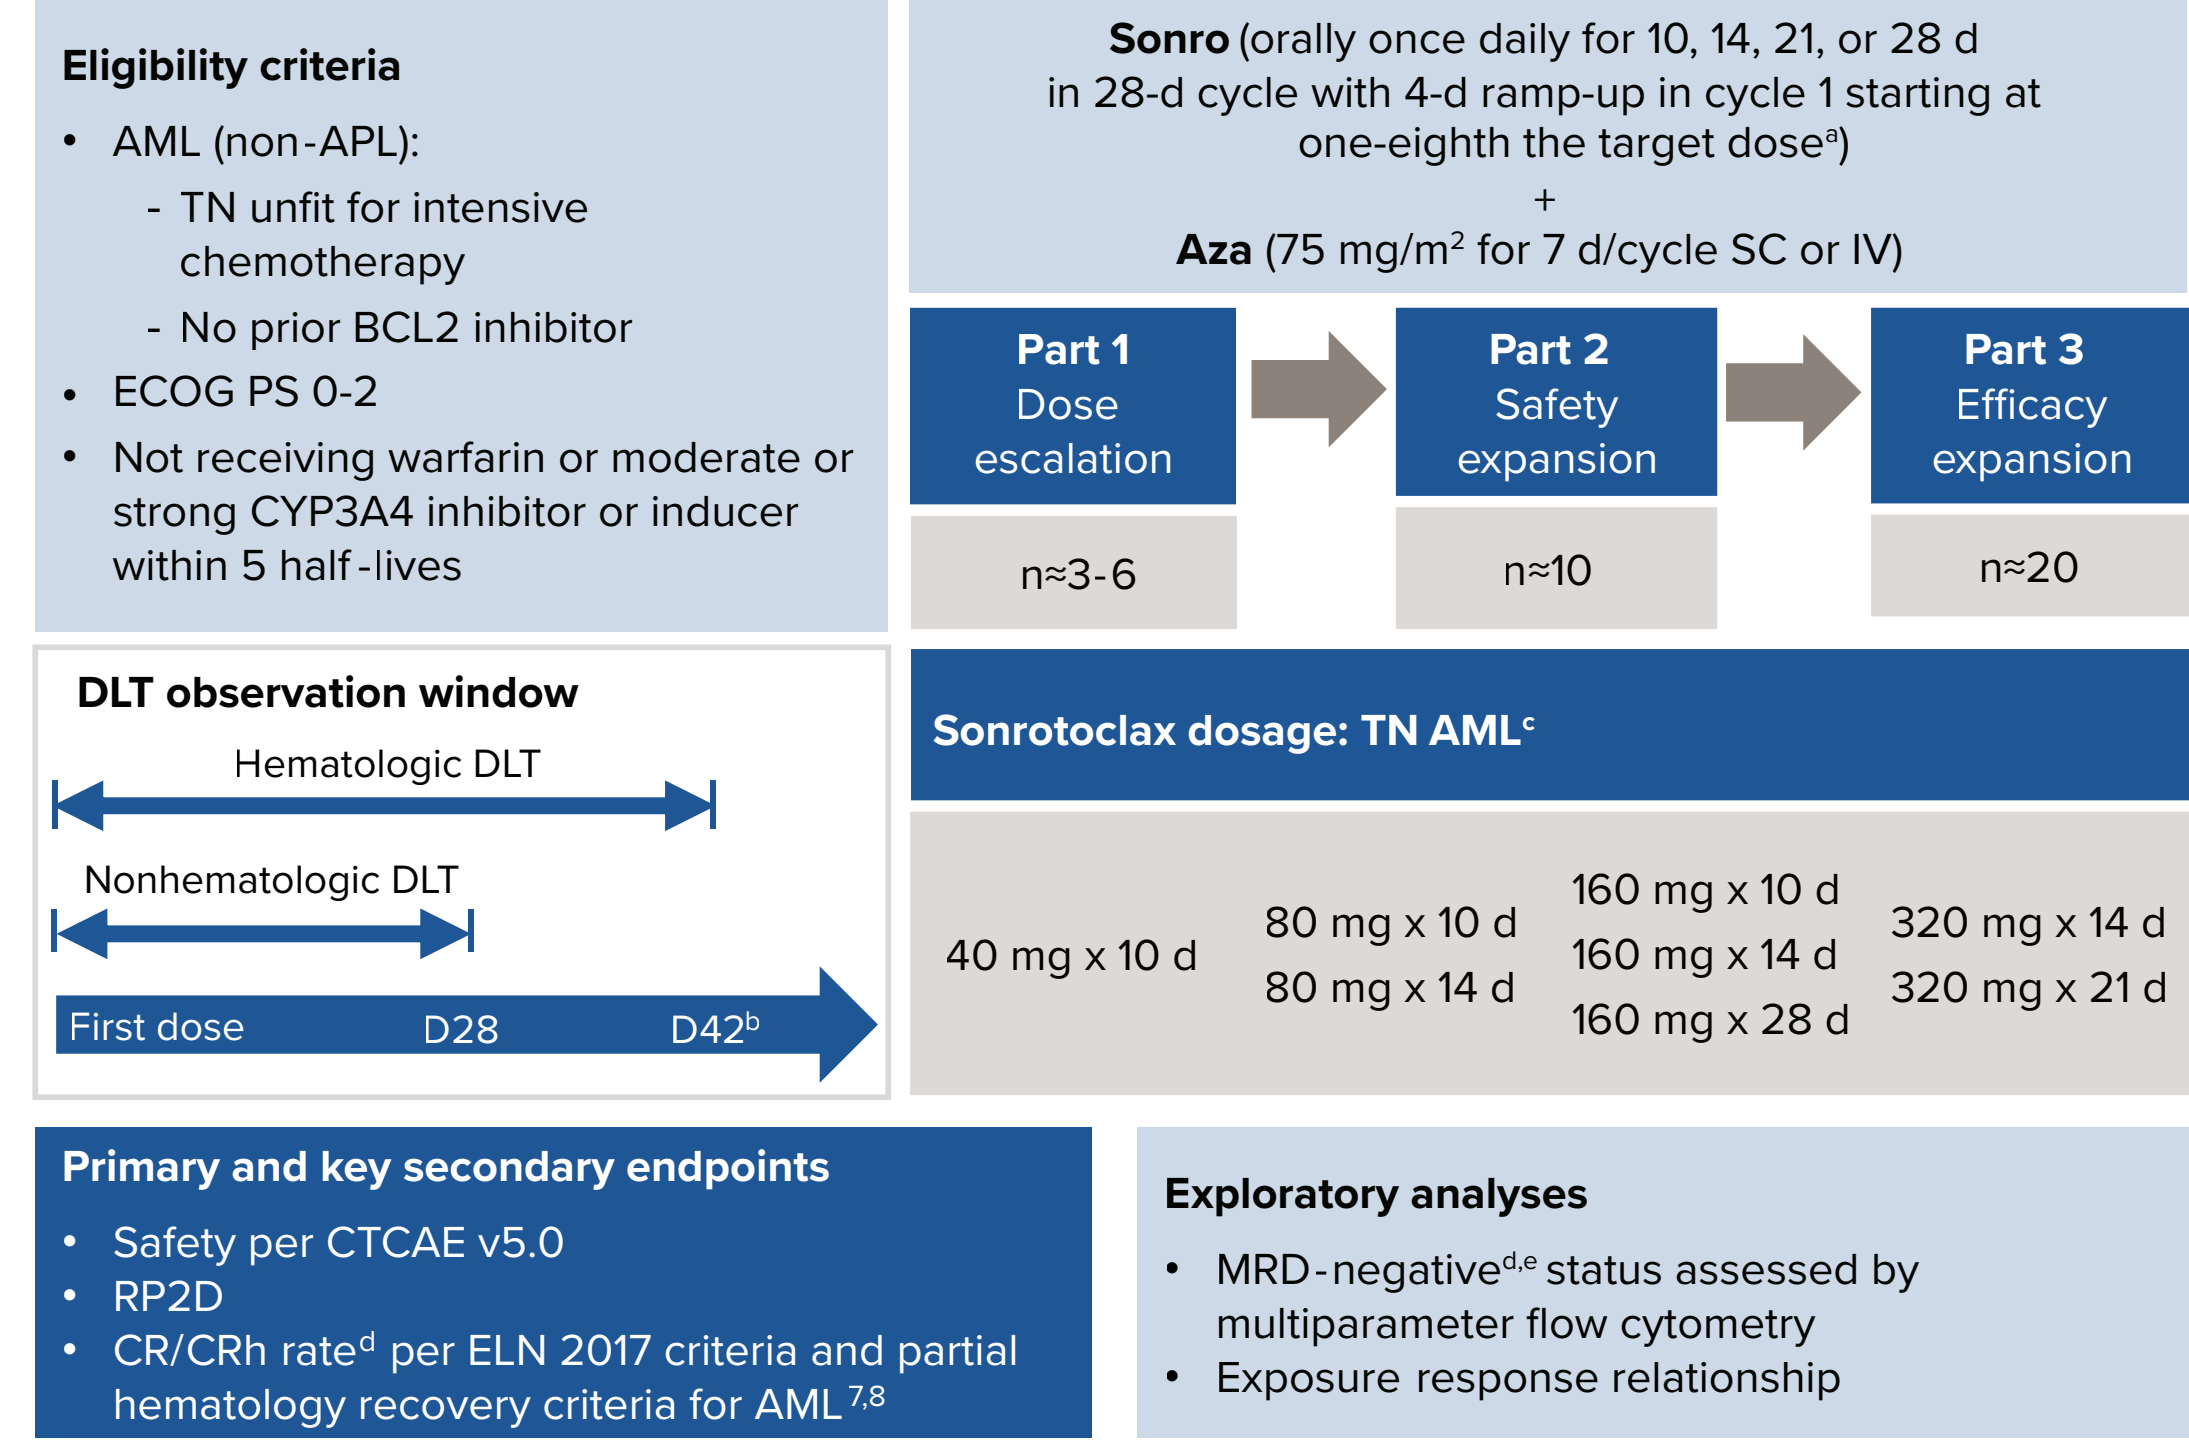 Eligibility criteria
• AML (non-APL):
- TN unfit for intensive
chemotherapy
- No prior BCL2 inhibitor
• ECOG PS 0-2
• Not receiving warfarin or moderate or
strong CYP3A4 inhibitor or inducer
within 5 half-lives
Sonro (orally once daily for 10, 14, 21, or 28 d
in 28-d cycle with 4-d ramp-up in cycle 1 starting at
one-eighth the target doseᵃ)
+
Aza (75 mg/m² for 7 d/cycle SC or IV)
Part 1
Dose
escalation
n≈3-6
Part 2
Safety
expansion
n≈10
Part 3
Efficacy
expansion
n≈20
DLT observation window
Hematologic DLT
Nonhematologic DLT
First dose D28 D42ᵇ
Sonrotoclax dosage: TN AMLᶜ
40 mg x 10 d
80 mg x 10 d
80 mg x 14 d
160 mg x 10 d
160 mg x 14 d
160 mg x 28 d
320 mg x 14 d
320 mg x 21 d
Primary and key secondary endpoints
• Safety per CTCAE v5.0
• RP2D
• CR/CRh rateᵈ per ELN 2017 criteria and partial
hematology recovery criteria for AML⁷,⁸
Exploratory analyses
• MRD-negativeᵈ,ᵉ status assessed by
multiparameter flow cytometry
• Exposure response relationship